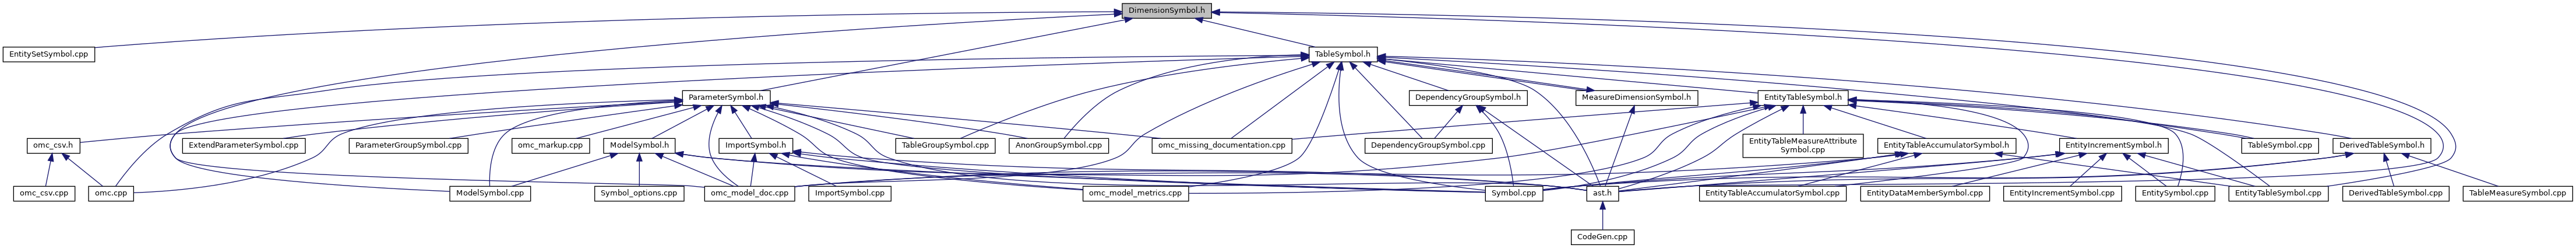 DimensionSymbol.h
EntitySetSymbol.cpp
TableSymbol.h
ParameterSymbol.h
DependencyGroupSymbol.h
MeasureDimensionSymbol.h
EntityTableSymbol.h
omc_csv.h
ExtendParameterSymbol.cpp
ParameterGroupSymbol.cpp
omc_markup.cpp
ModelSymbol.h
ImportSymbol.h
TableGroupSymbol.cpp
AnonGroupSymbol.cpp
omc_missing_documentation.cpp
DependencyGroupSymbol.cpp
EntityTableMeasureAttribute
Symbol.cpp
EntityTableAccumulatorSymbol.h
EntityIncrementSymbol.h
TableSymbol.cpp
DerivedTableSymbol.h
omc_csv.cpp
omc.cpp
ModelSymbol.cpp
Symbol_options.cpp
omc_model_doc.cpp
ImportSymbol.cpp
omc_model_metrics.cpp
Symbol.cpp
ast.h
EntityTableAccumulatorSymbol.cpp
EntityDataMemberSymbol.cpp
EntityIncrementSymbol.cpp
EntitySymbol.cpp
EntityTableSymbol.cpp
DerivedTableSymbol.cpp
TableMeasureSymbol.cpp
CodeGen.cpp